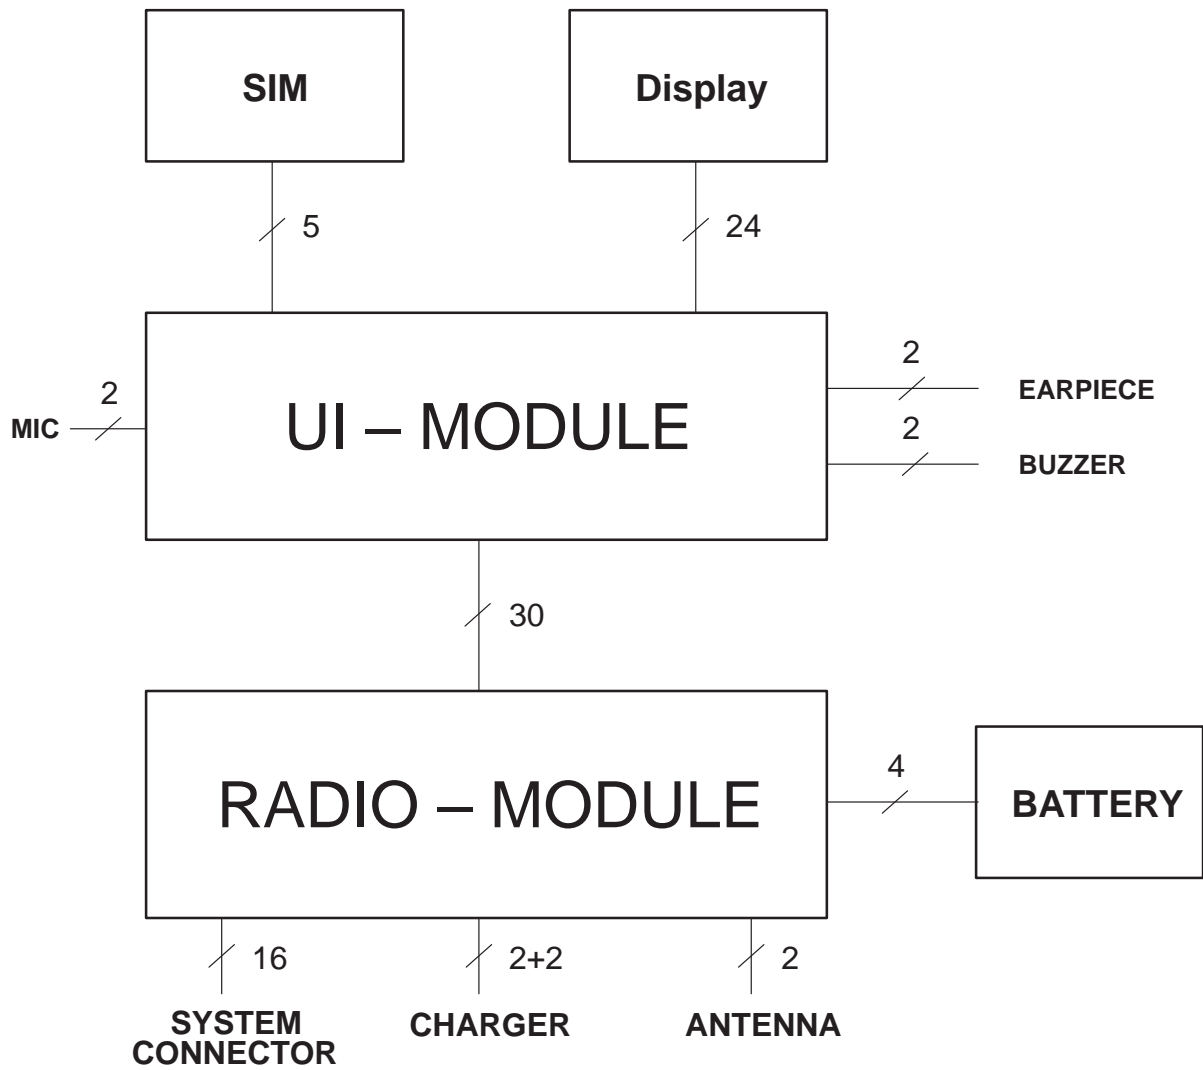 SIM
Display
5
24
2
MIC
UI – MODULE
2
EARPIECE
2
BUZZER
30
RADIO – MODULE
4
BATTERY
16
2+2
2
SYSTEM
CONNECTOR
CHARGER
ANTENNA